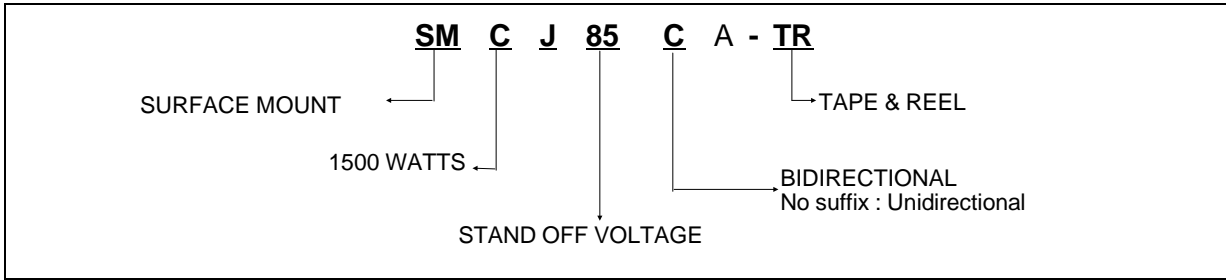 SM C J 85 C A - TR
SURFACE MOUNT
TAPE & REEL
1500 WATTS
BIDIRECTIONAL
No suffix : Unidirectional
STAND OFF VOLTAGE